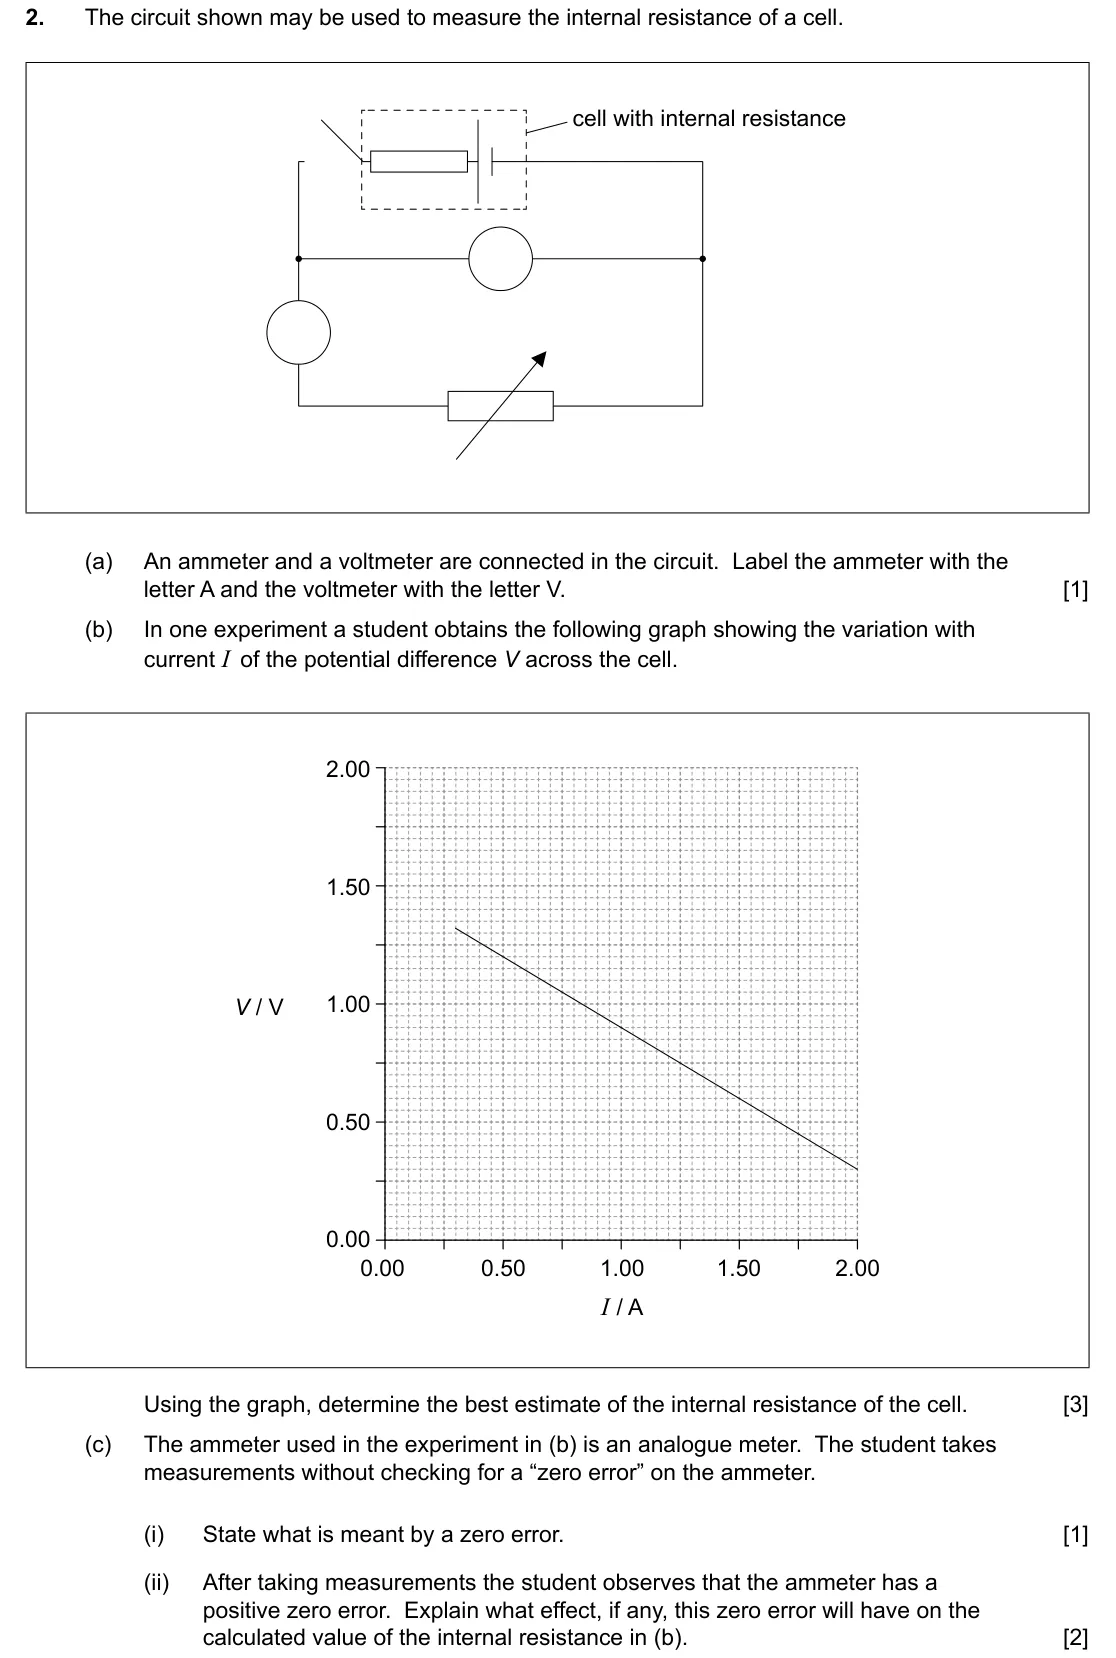 2. The circuit shown may be used to measure the internal resistance of a cell.
cell with internal resistance
(a) An ammeter and a voltmeter are connected in the circuit. Label the ammeter with the
letter A and the voltmeter with the letter V. [1]
(b) In one experiment a student obtains the following graph showing the variation with
current I of the potential difference V across the cell.
2.00
1.50
V / V 1.00
0.50
0.00
0.00 0.50 1.00 1.50 2.00
I / A
Using the graph, determine the best estimate of the internal resistance of the cell. [3]
(c) The ammeter used in the experiment in (b) is an analogue meter. The student takes
measurements without checking for a “zero error” on the ammeter.
(i) State what is meant by a zero error. [1]
(ii) After taking measurements the student observes that the ammeter has a
positive zero error. Explain what effect, if any, this zero error will have on the
calculated value of the internal resistance in (b). [2]